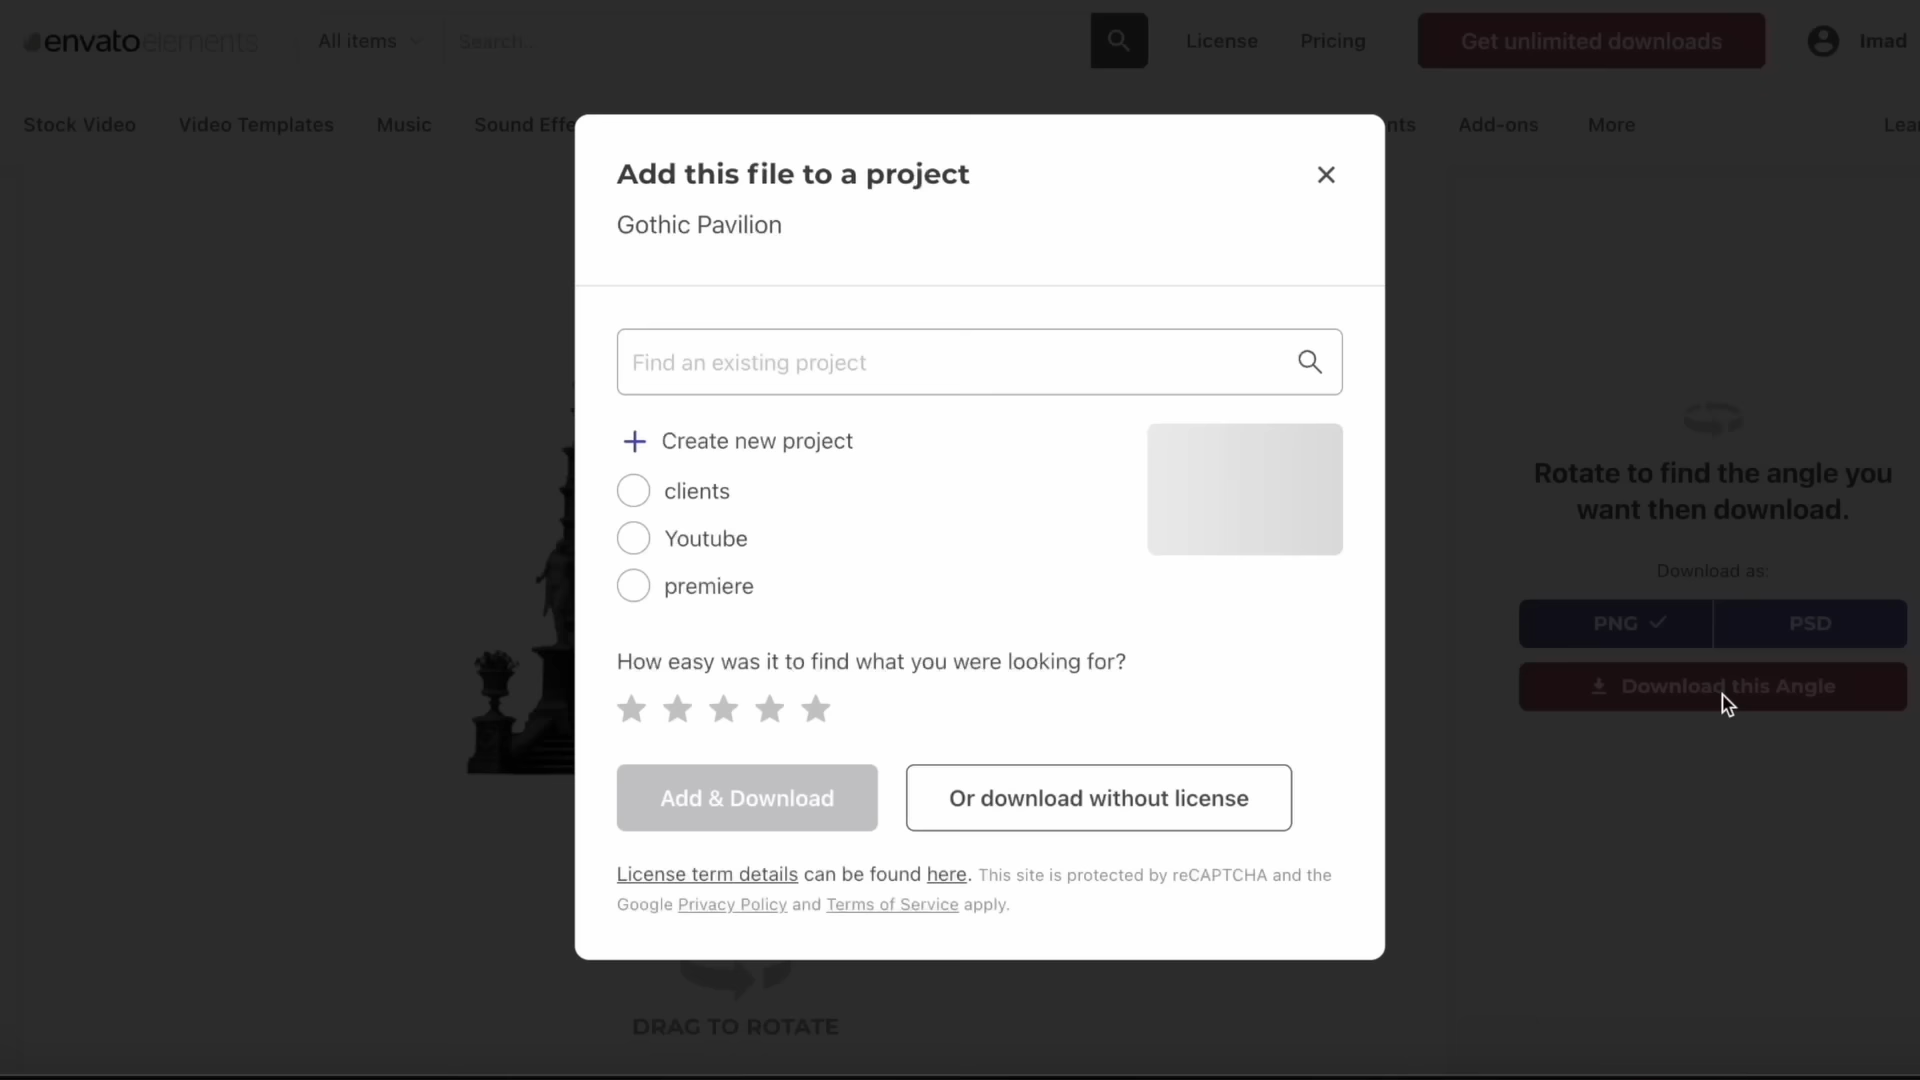 envato elements
All items
Search..
License
Pricing
Get unlimited downloads
Imad
Stock Video
Video Templates
Music
Sound Effe
nts
Add-ons
More
Lear
Add this file to a project
Gothic Pavilion
Find an existing project
Create new project
clients
Youtube
premiere
How easy was it to find what you were looking for?
Add & Download
Or download without license
License term details can be found here. This site is protected by reCAPTCHA and the
Google Privacy Policy and Terms of Service apply.
Rotate to find the angle you
want then download.
Download as:
PNG
PSD
Download this Angle
DRAG TO ROTATE